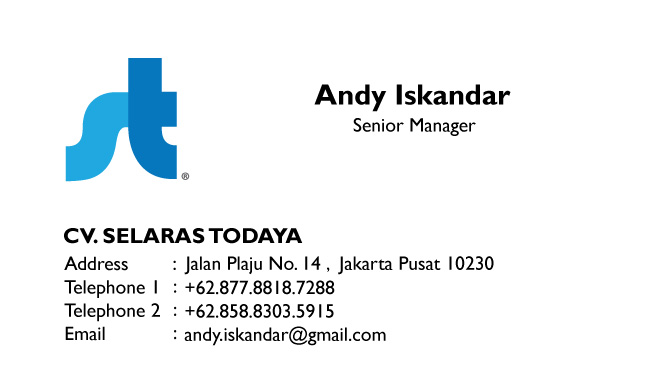 st®
Andy Iskandar
Senior Manager
CV. SELARAS TODAYA
Address : Jalan Plaju No. 14 , Jakarta Pusat 10230
Telephone 1 : +62.877.8818.7288
Telephone 2 : +62.858.8303.5915
Email : andy.iskandar@gmail.com